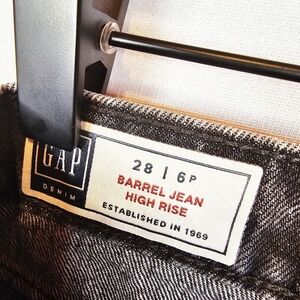 GAP
DENIM
28 | 6P
BARREL JEAN
HIGH RISE
ESTABLISHED IN 1969